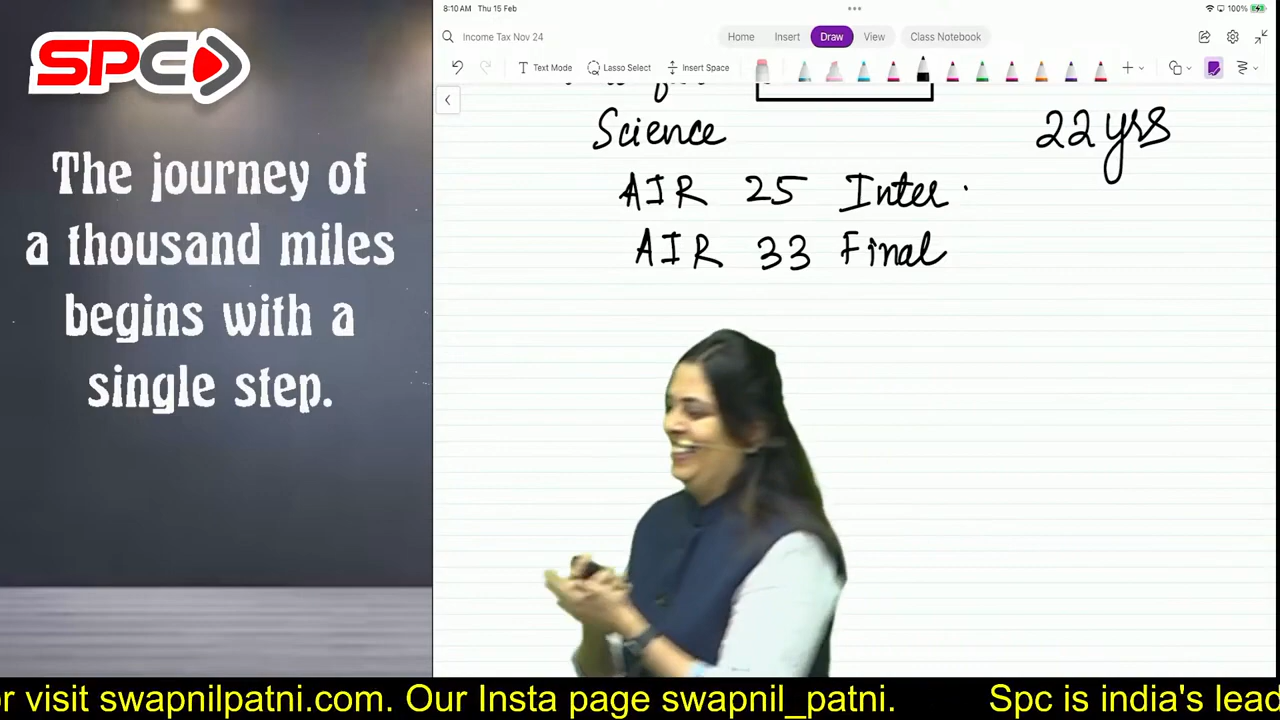 SPC
The journey of
a thousand miles
begins with a
single step.
8:10 AM Thu 15 Feb
100%
Income Tax Nov 24
Home Insert Draw View Class Notebook
Text Mode Lasso Select Insert Space
Science
22 yrs
AIR 25 Inter
AIR 33 Final
or visit swapnilpatni.com. Our Insta page swapnil_patni. Spc is india's lead